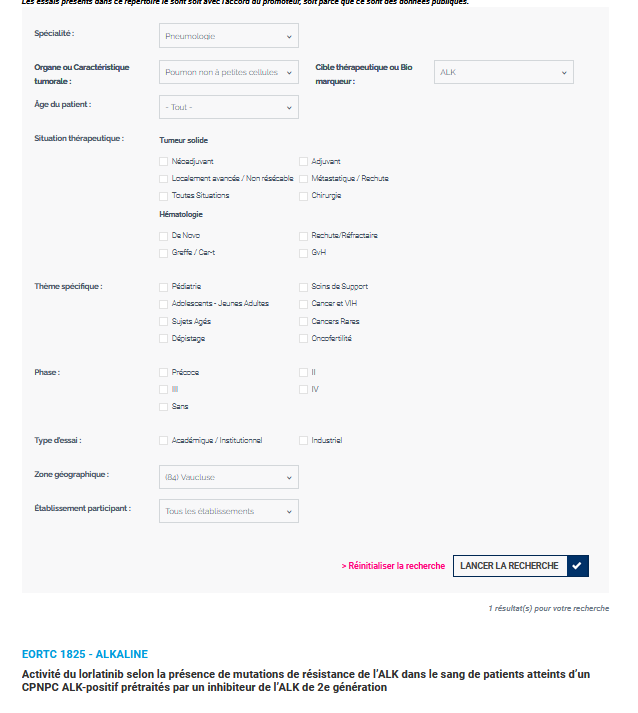 Les essais présents dans ce répertoire le sont soit avec l'accord du promoteur, soit parce que ce sont des données publiques.
Spécialité :
Pneumologie
Organe ou Caractéristique
tumorale :
Poumon non à petites cellules
Cible thérapeutique ou Bio
marqueur :
ALK
Âge du patient :
- Tout -
Situation thérapeutique :
Tumeur solide
Néoadjuvant
Adjuvant
Localement avancée / Non résécable
Métastatique / Rechute
Toutes Situations
Chirurgie
Hématologie
De Novo
Rechute/Réfractaire
Greffe / Car-t
GvH
Thème spécifique :
Pédiatrie
Soins de Support
Adolescents - Jeunes Adultes
Cancer et VIH
Sujets Agés
Cancers Rares
Dépistage
Oncofertilité
Phase :
Précoce
II
III
IV
Sans
Type d'essai :
Académique / Institutionnel
Industriel
Zone géographique :
(84) Vaucluse
Établissement participant :
Tous les établissements
> Réinitialiser la recherche
LANCER LA RECHERCHE
1 résultat(s) pour votre recherche
EORTC 1825 - ALKALINE
Activité du lorlatinib selon la présence de mutations de résistance de l'ALK dans le sang de patients atteints d'un
CPNPC ALK-positif prétraités par un inhibiteur de l'ALK de 2e génération